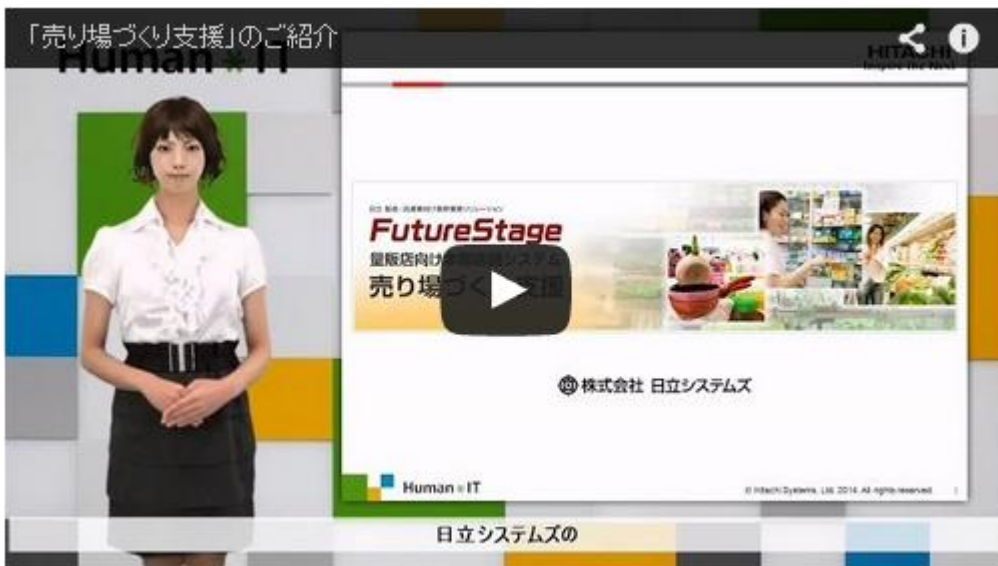 「売り場づくり支援」のご紹介
Human*IT
HITACHI
Inspire the Next
FutureStage
量販店向け
システム
売り場づく
支援
株式会社 日立システムズ
Human*IT
© Hitachi Systems, Ltd. 2014. All rights reserved.
日立システムズの